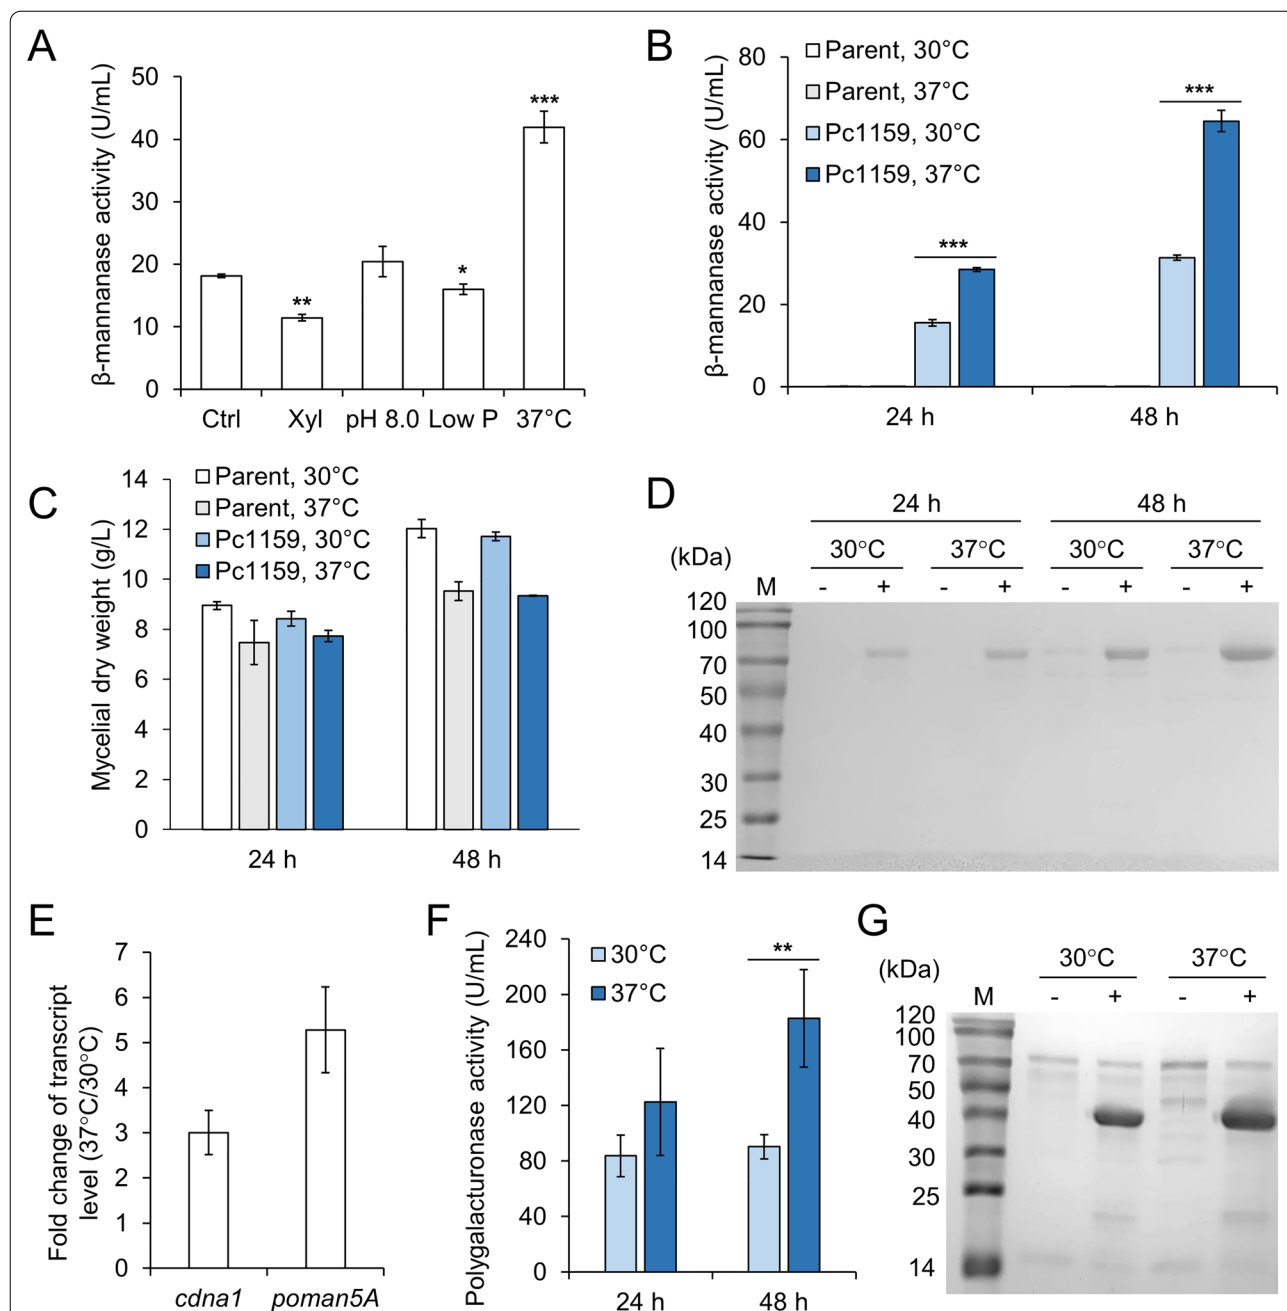 A
β-mannanase activity (U/mL)
50
40
30
20
10
0
**
*
***
Ctrl
Xyl
pH 8.0
Low P
37°C
B
β-mannanase activity (U/mL)
80
60
40
20
0
Parent, 30°C
Parent, 37°C
Pc1159, 30°C
Pc1159, 37°C
***
***
24 h
48 h
C
Mycelial dry weight (g/L)
14
12
10
8
6
4
2
0
Parent, 30°C
Parent, 37°C
Pc1159, 30°C
Pc1159, 37°C
24 h
48 h
D
24 h
48 h
(kDa)
30°C
37°C
30°C
37°C
M
-
+
-
+
-
+
-
+
120
100
70
50
40
30
25
14
E
Fold change of transcript
level (37°C/30°C)
7
6
5
4
3
2
1
0
cdna1
poman5A
F
Polygalacturonase activity (U/mL)
240
200
160
120
80
40
0
30°C
37°C
**
24 h
48 h
G
(kDa)
30°C
37°C
M
-
+
-
+
120
100
70
50
40
30
25
14